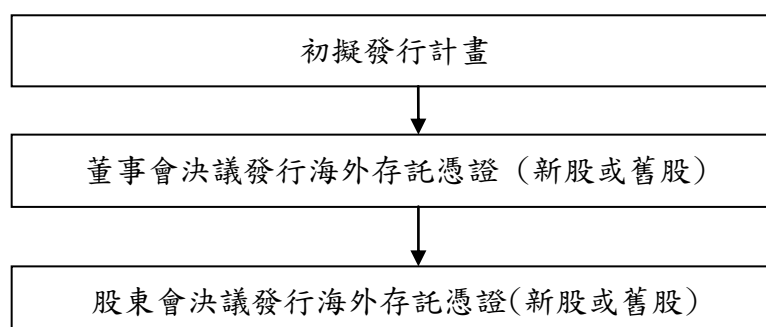 初擬發行計畫
董事會決議發行海外存託憑證（新股或舊股）
股東會決議發行海外存託憑證(新股或舊股)